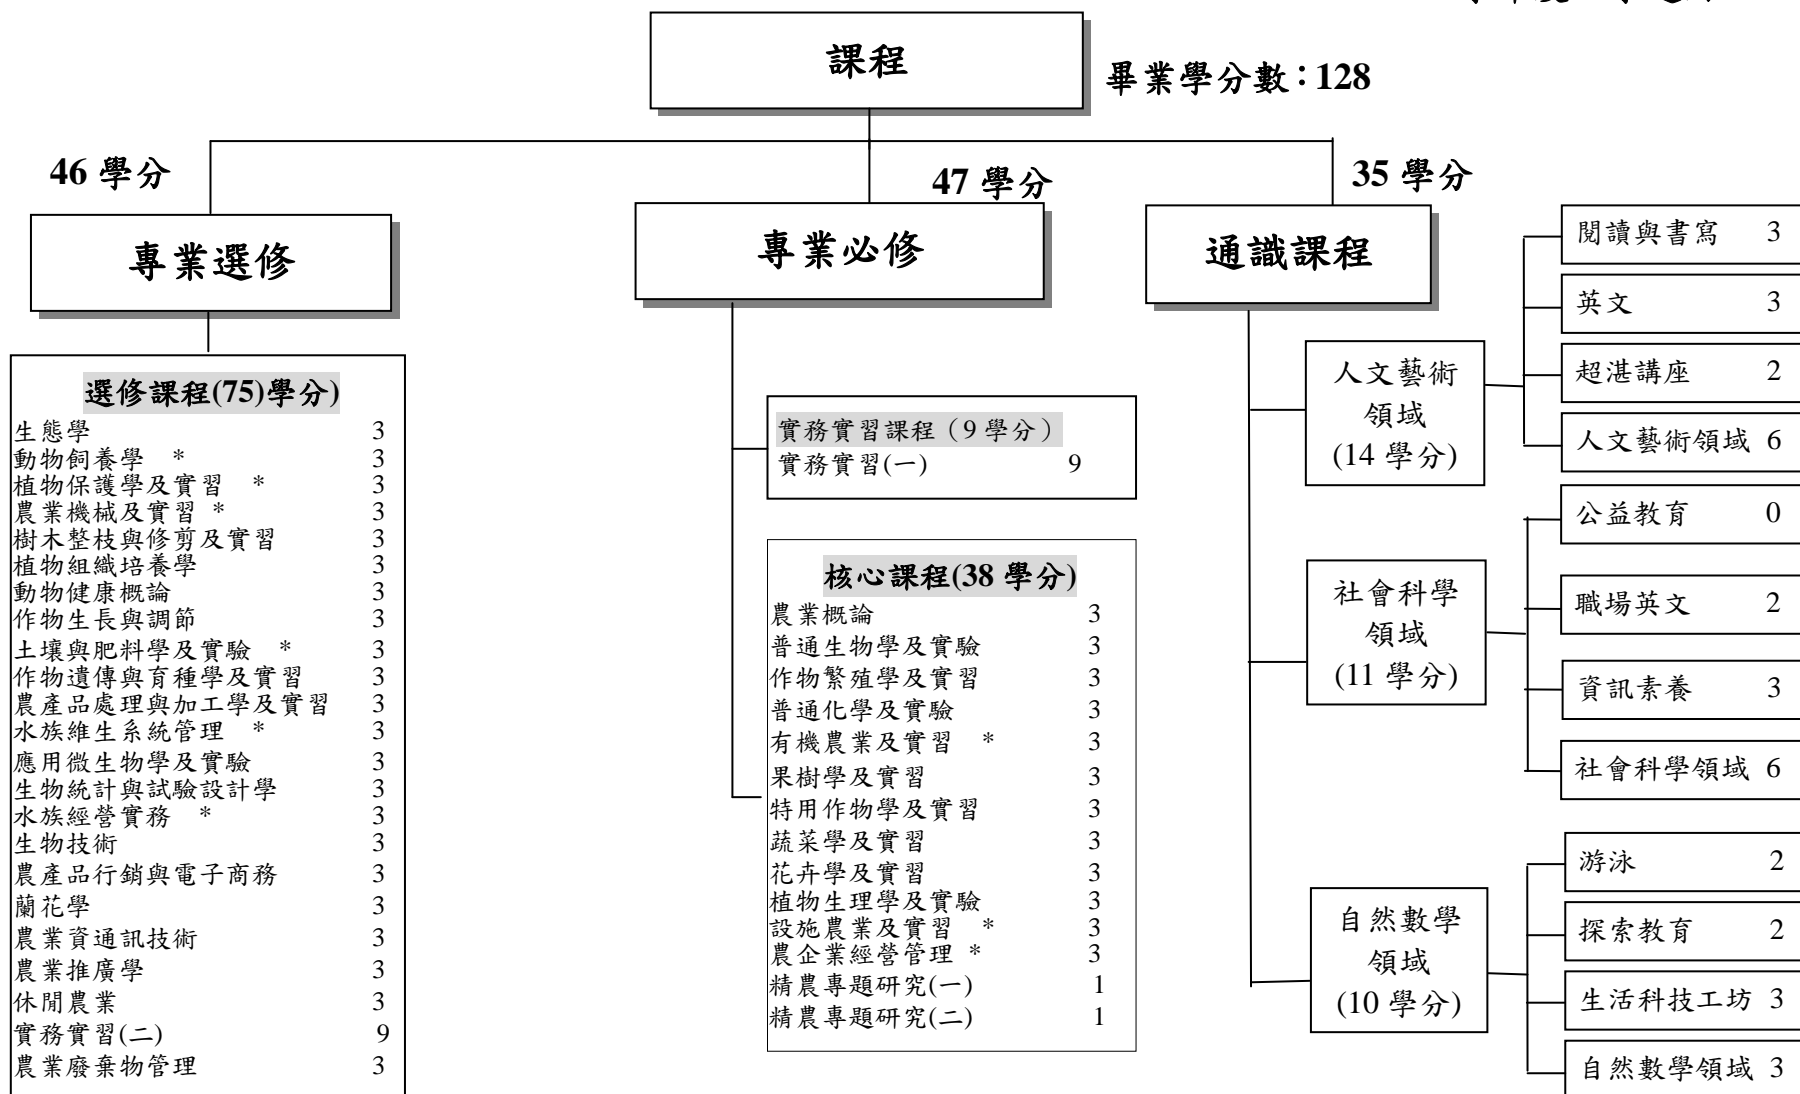 課程
畢業學分數：128
46 學分
專業選修
選修課程(75)學分)
生態學 3
動物飼養學 * 3
植物保護學及實習 * 3
農業機械及實習 * 3
樹木整枝與修剪及實習 3
植物組織培養學 3
動物健康概論 3
作物生長與調節 3
土壤與肥料學及實驗 * 3
作物遺傳與育種學及實習 3
農產品處理與加工學及實習 3
水族維生系統管理 * 3
應用微生物學及實驗 3
生物統計與試驗設計學 3
水族經營實務 * 3
生物技術 3
農產品行銷與電子商務 3
蘭花學 3
農業資通訊技術 3
農業推廣學 3
休閒農業 3
實務實習(二) 9
農業廢棄物管理 3
47 學分
專業必修
實務實習課程（9 學分）
實務實習(一) 9
核心課程(38 學分)
農業概論 3
普通生物學及實驗 3
作物繁殖學及實習 3
普通化學及實驗 3
有機農業及實習 * 3
果樹學及實習 3
特用作物學及實習 3
蔬菜學及實習 3
花卉學及實習 3
植物生理學及實驗 3
設施農業及實習 * 3
農企業經營管理 * 3
精農專題研究(一) 1
精農專題研究(二) 1
35 學分
通識課程
人文藝術
領域
(14 學分)
閱讀與書寫 3
英文 3
超湛講座 2
人文藝術領域 6
社會科學
領域
(11 學分)
公益教育 0
職場英文 2
資訊素養 3
社會科學領域 6
自然數學
領域
(10 學分)
游泳 2
探索教育 2
生活科技工坊 3
自然數學領域 3